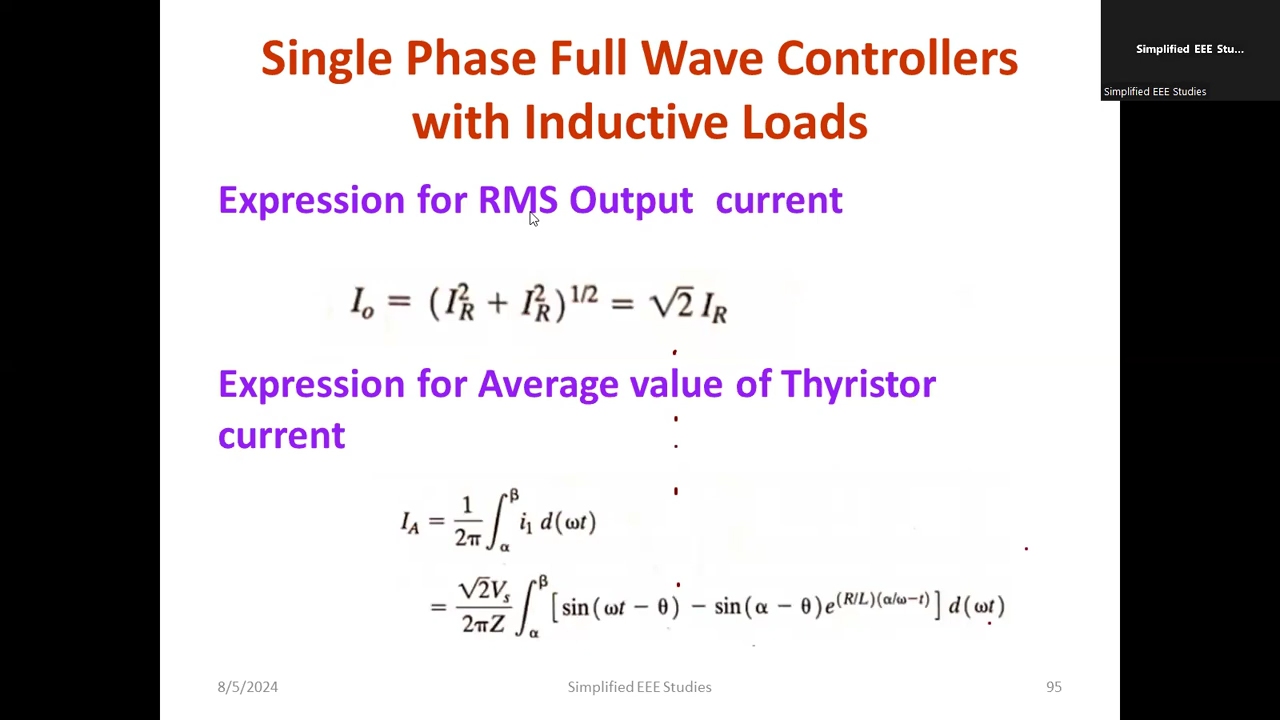 Single Phase Full Wave Controllers
with Inductive Loads
Simplified EEE Stu...
Simplified EEE Studies
Expression for RMS Output current
I_o = (I_R^2 + I_R^2)^{1/2} = √2 I_R
Expression for Average value of Thyristor
current
I_A = \frac{1}{2π} ∫_α^β i_1 d(ωt)
= \frac{√2V_s}{2πZ} ∫_α^β [sin(ωt − θ) − sin(α − θ)e^{(R/L)(α/ω−t)}] d(ωt)
8/5/2024
Simplified EEE Studies
95